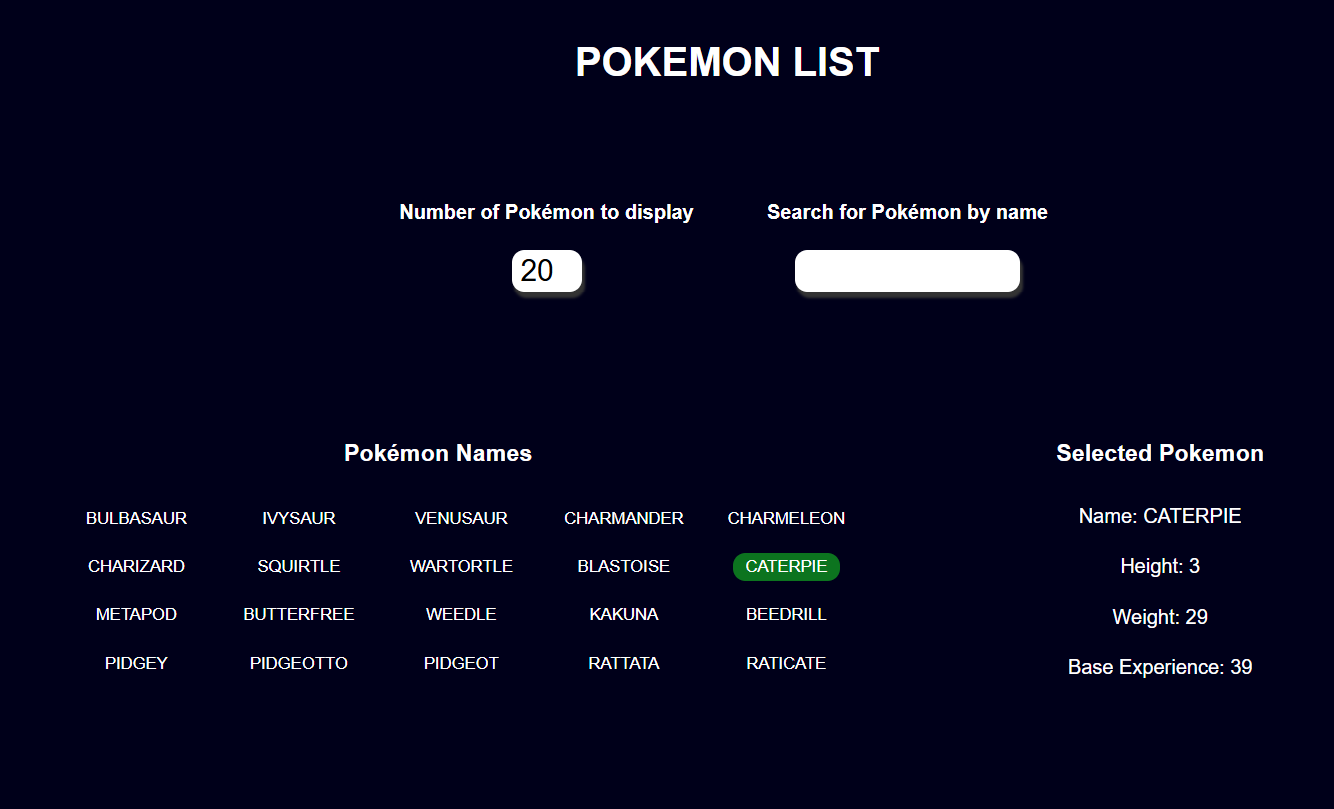 POKEMON LIST
Number of Pokémon to display
Search for Pokémon by name
20
Pokémon Names
BULBASAUR IVYSAUR VENUSAUR CHARMANDER CHARMELEON
CHARIZARD SQUIRTLE WARTORTLE BLASTOISE CATERPIE
METAPOD BUTTERFREE WEEDLE KAKUNA BEEDRILL
PIDGEY PIDGEOTTO PIDGEOT RATTATA RATICATE
Selected Pokemon
Name: CATERPIE
Height: 3
Weight: 29
Base Experience: 39